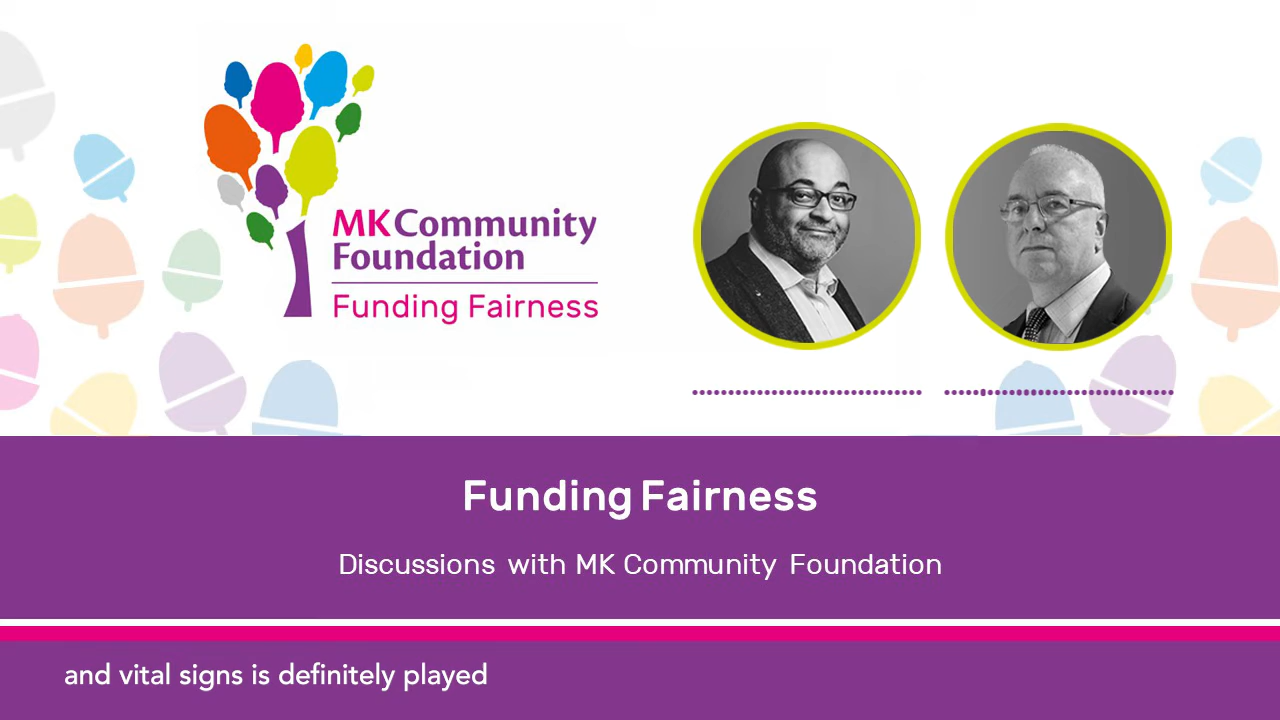 MK Community
Foundation
Funding Fairness
Funding Fairness
Discussions with MK Community Foundation
and vital signs is definitely played